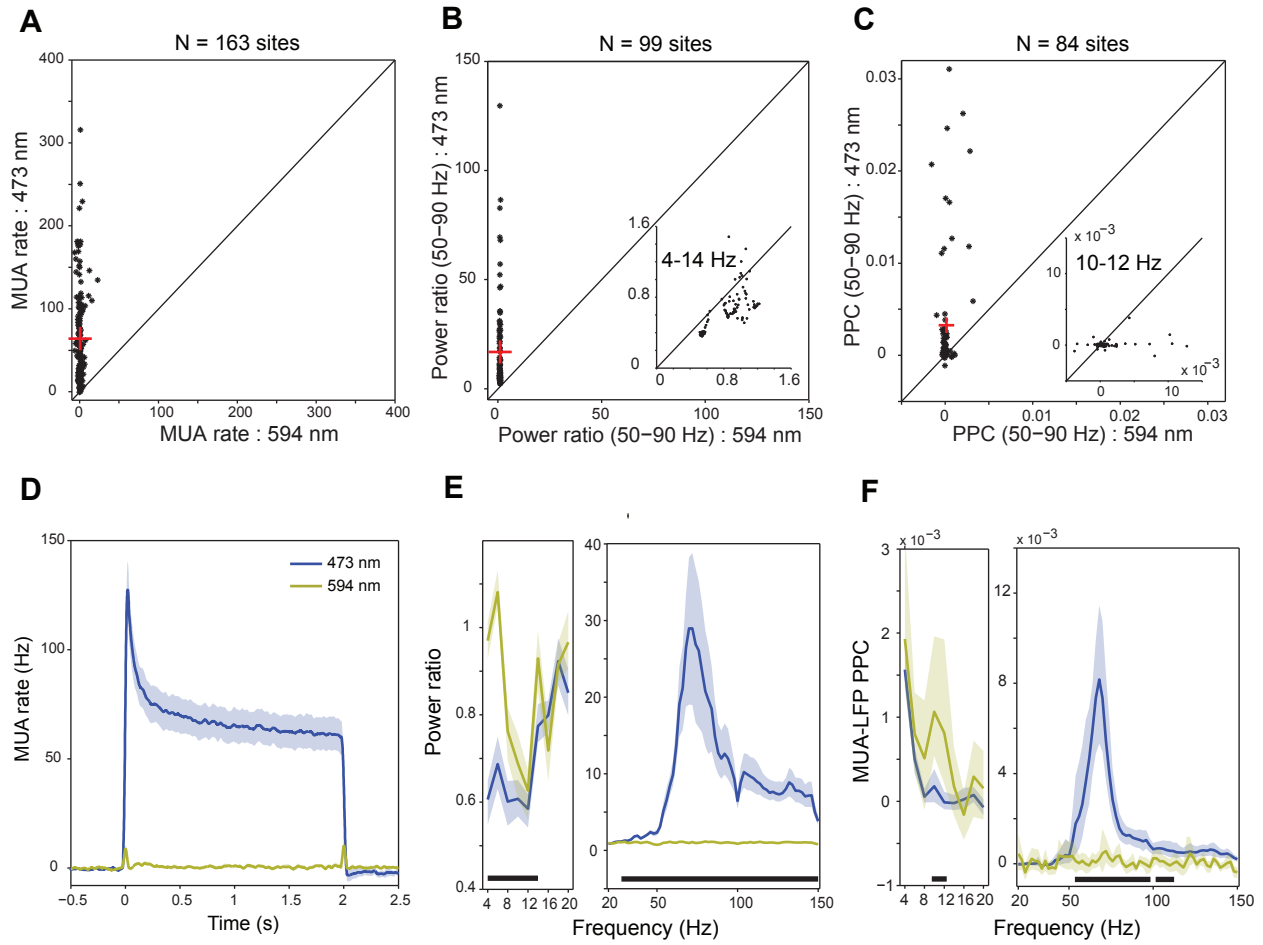 A
N = 163 sites
400
300
200
100
0
MUA rate : 473 nm
0
100
200
300
400
MUA rate : 594 nm
B
N = 99 sites
150
100
50
0
Power ratio (50−90 Hz) : 473 nm
0
50
100
150
Power ratio (50−90 Hz) : 594 nm
1.6
0.8
0
4-14 Hz
0
0.8
1.6
C
N = 84 sites
0.03
0.02
0.01
0
PPC (50−90 Hz) : 473 nm
0
0.01
0.02
0.03
PPC (50−90 Hz) : 594 nm
x 10⁻³
10
0
10-12 Hz
x 10⁻³
0
10
D
150
100
50
0
MUA rate (Hz)
473 nm
594 nm
−0.5
0
0.5
1
1.5
2
2.5
Time (s)
E
1
0.8
0.6
0.4
Power ratio
4
8
12
16
20
40
30
20
10
0
20
50
100
150
Frequency (Hz)
F
x 10⁻³
3
2
1
0
−1
MUA-LFP PPC
4
8
12
16
20
x 10⁻³
12
8
4
0
20
50
100
150
Frequency (Hz)